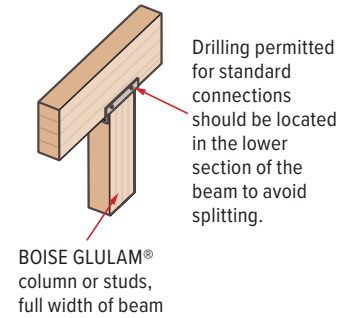 Drilling permitted
for standard
connections
should be located
in the lower
section of the
beam to avoid
splitting.
BOISE GLULAM®
column or studs,
full width of beam